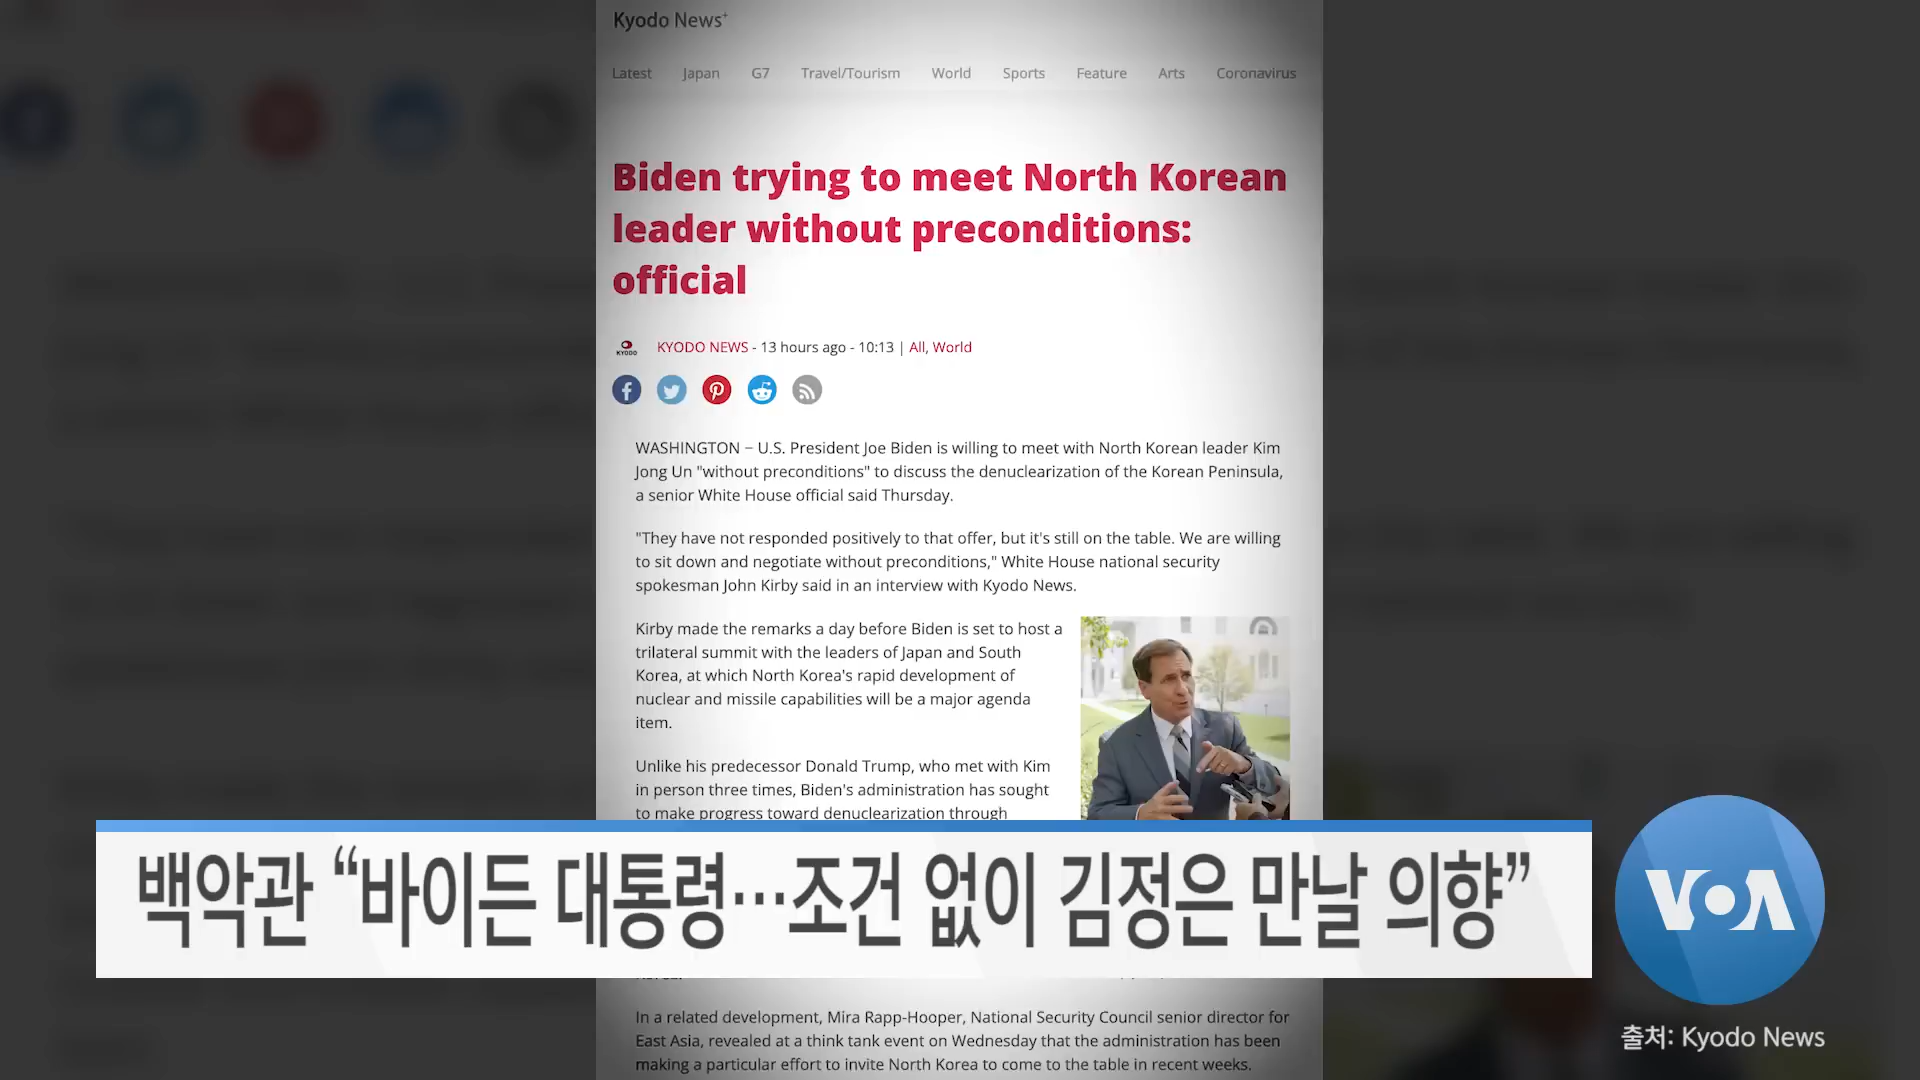 Kyodo News+
Latest Japan G7 Travel/Tourism World Sports Feature Arts Coronavirus
Biden trying to meet North Korean
leader without preconditions:
official
KYODO
KYODO NEWS - 13 hours ago - 10:13 | All, World
WASHINGTON – U.S. President Joe Biden is willing to meet with North Korean leader Kim
Jong Un "without preconditions" to discuss the denuclearization of the Korean Peninsula,
a senior White House official said Thursday.
"They have not responded positively to that offer, but it's still on the table. We are willing
to sit down and negotiate without preconditions," White House national security
spokesman John Kirby said in an interview with Kyodo News.
Kirby made the remarks a day before Biden is set to host a
trilateral summit with the leaders of Japan and South
Korea, at which North Korea's rapid development of
nuclear and missile capabilities will be a major agenda
item.
Unlike his predecessor Donald Trump, who met with Kim
in person three times, Biden's administration has sought
to make progress toward denuclearization through
백악관 “바이든 대통령…조건 없이 김정은 만날 의향”
VOA
In a related development, Mira Rapp-Hooper, National Security Council senior director for
East Asia, revealed at a think tank event on Wednesday that the administration has been
making a particular effort to invite North Korea to come to the table in recent weeks.
출처: Kyodo News